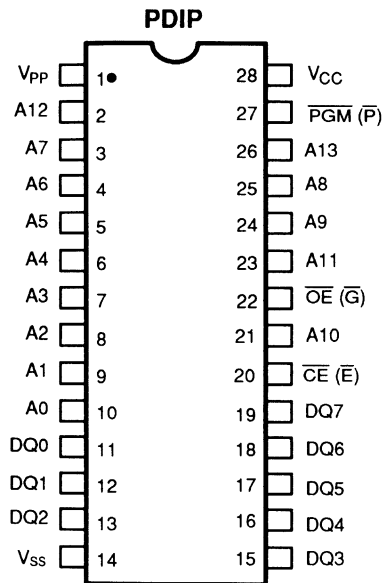 PDIP
VPP 1 28 VCC
A12 2 27 PGM (P)
A7 3 26 A13
A6 4 25 A8
A5 5 24 A9
A4 6 23 A11
A3 7 22 OE (G)
A2 8 21 A10
A1 9 20 CE (E)
A0 10 19 DQ7
DQ0 11 18 DQ6
DQ1 12 17 DQ5
DQ2 13 16 DQ4
VSS 14 15 DQ3